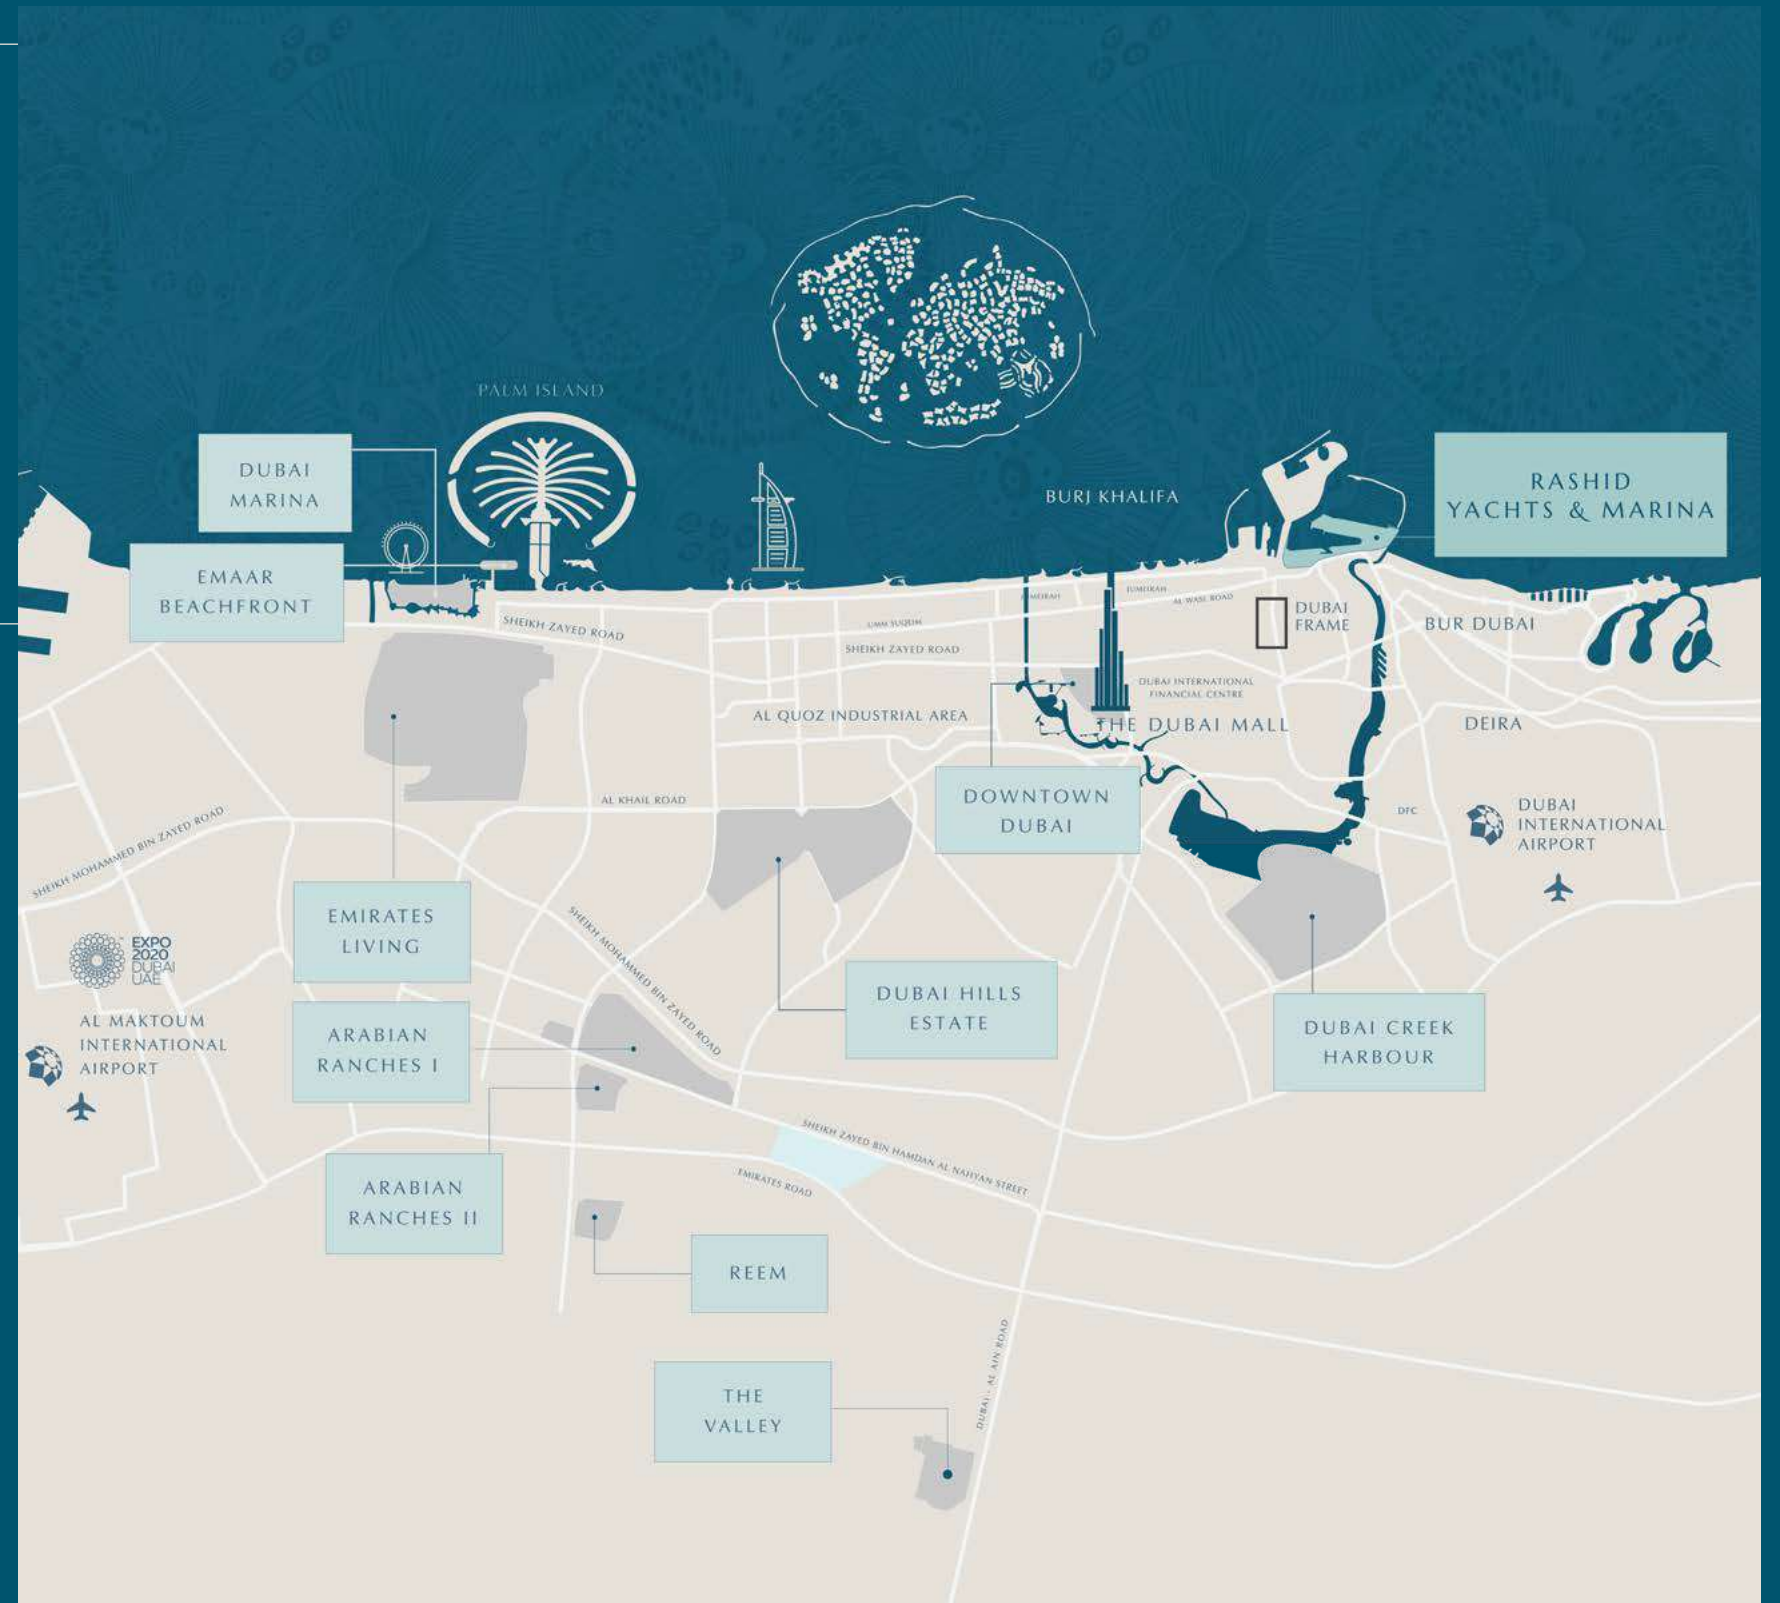 PALM ISLAND
DUBAI
MARINA
EMAAR
BEACHFRONT
BURJ KHALIFA
RASHID
YACHTS & MARINA
JUMEIRAH
JUMEIRAH
AL WASL ROAD
DUBAI
FRAME
BUR DUBAI
SHEIKH ZAYED ROAD
UMM SUQEIM
SHEIKH ZAYED ROAD
DUBAI INTERNATIONAL
FINANCIAL CENTRE
AL QUOZ INDUSTRIAL AREA
THE DUBAI MALL
DEIRA
DOWNTOWN
DUBAI
AL KHAIL ROAD
DFC
DUBAI
INTERNATIONAL
AIRPORT
SHEIKH MOHAMMED BIN ZAYED ROAD
EMIRATES
LIVING
EXPO
2020
DUBAI
UAE
SHEIKH MOHAMMED BIN ZAYED ROAD
DUBAI HILLS
ESTATE
DUBAI CREEK
HARBOUR
AL MAKTOUM
INTERNATIONAL
AIRPORT
ARABIAN
RANCHES I
SHEIKH ZAYED BIN HAMDAN AL NAHYAN STREET
EMIRATES ROAD
ARABIAN
RANCHES II
REEM
DUBAI - AL AIN ROAD
THE
VALLEY